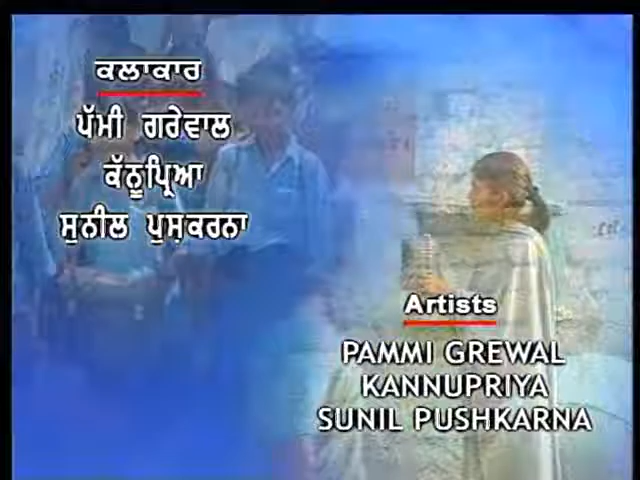 ਕਲਾਕਾਰ
ਪੱਮੀ ਗਰੇਵਾਲ
ਕੱਨੂਪ੍ਰਿਆ
ਸੁਨੀਲ ਪੁਸ਼ਕਰਨਾ
Artists
PAMMI GREWAL
KANNUPRIYA
SUNIL PUSHKARNA